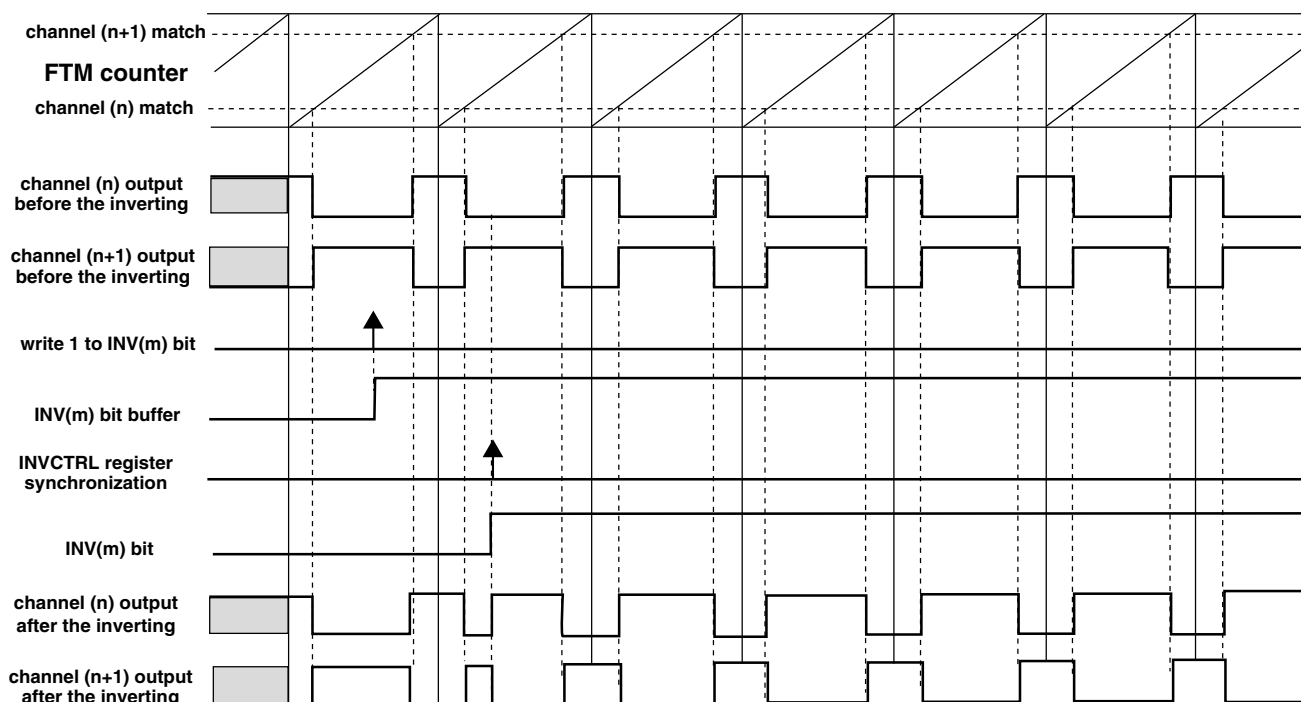 channel (n+1) match
FTM counter
channel (n) match
channel (n) output
before the inverting
channel (n+1) output
before the inverting
write 1 to INV(m) bit
INV(m) bit buffer
INVCTRL register
synchronization
INV(m) bit
channel (n) output
after the inverting
channel (n+1) output
after the inverting